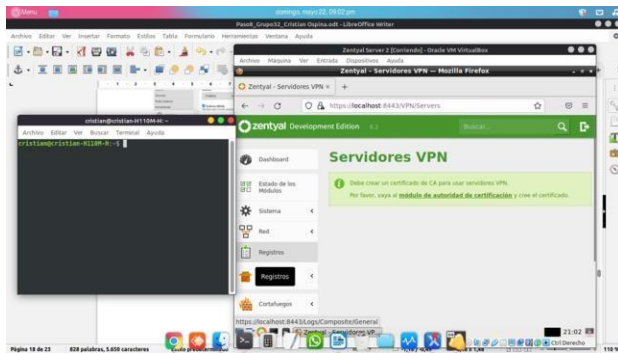 Menu
domingo, mayo 22, 09:02 pm
Paso8_Grupo32_Cristian Ospina.odt - LibreOffice Writer
Archivo Editar Ver Insertar Formato Estilos Tabla Formulario Herramientas Ventana Ayuda
Zentyal Server 2 [Corriendo] - Oracle VM VirtualBox
Archivo Máquina Ver Entrada Dispositivos Ayuda
Zentyal - Servidores VPN — Mozilla Firefox
Zentyal - Servidores VPN
https://localhost:8443/VPN/Servers
cristian@cristian-H110M-H: ~
Archivo Editar Ver Buscar Terminal Ayuda
cristian@cristian-H110M-H:~$
zentyal Development Edition
Buscar...
Dashboard
Servidores VPN
Estado de los Módulos
Debe crear un certificado de CA para usar servidores VPN.
Por favor, vaya al módulo de autoridad de certificación y cree el certificado.
Sistema
Red
Registros
Registros
Cortafuegos
https://localhost:8443/Logs/Composite/General
21:02
Ctrl Derecho
Página 18 de 23 828 palabras, 5.650 caracteres